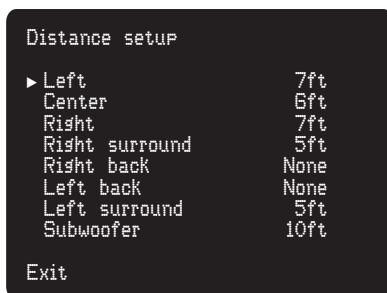 Distance setup
► Left 7ft
Center 6ft
Right 7ft
Right surround 5ft
Right back None
Left back None
Left surround 5ft
Subwoofer 10ft
Exit